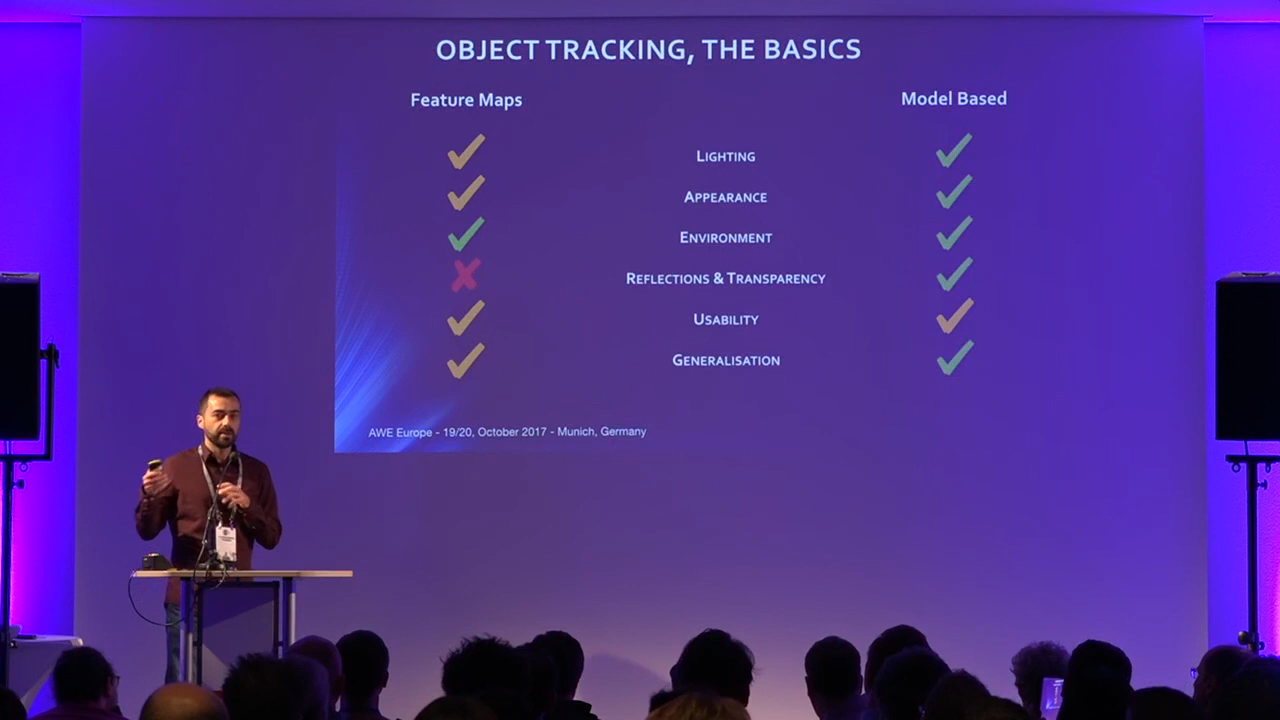 OBJECT TRACKING, THE BASICS
Feature Maps
Model Based
LIGHTING
APPEARANCE
ENVIRONMENT
REFLECTIONS & TRANSPARENCY
USABILITY
GENERALISATION
AWE Europe - 19/20, October 2017 - Munich, Germany